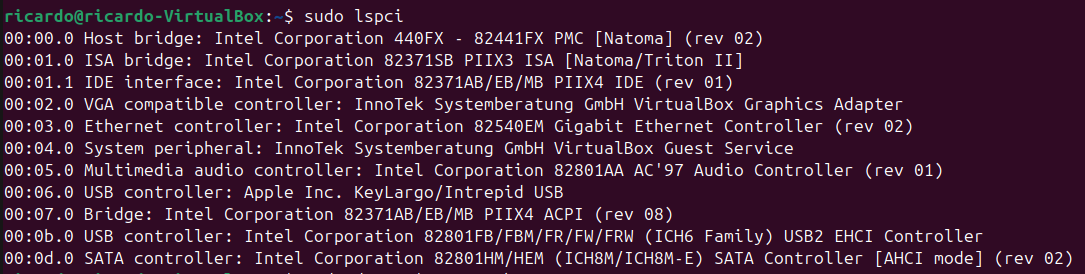 ricardo@ricardo-VirtualBox:~$ sudo lspci
00:00.0 Host bridge: Intel Corporation 440FX - 82441FX PMC [Natoma] (rev 02)
00:01.0 ISA bridge: Intel Corporation 82371SB PIIX3 ISA [Natoma/Triton II]
00:01.1 IDE interface: Intel Corporation 82371AB/EB/MB PIIX4 IDE (rev 01)
00:02.0 VGA compatible controller: InnoTek Systemberatung GmbH VirtualBox Graphics Adapter
00:03.0 Ethernet controller: Intel Corporation 82540EM Gigabit Ethernet Controller (rev 02)
00:04.0 System peripheral: InnoTek Systemberatung GmbH VirtualBox Guest Service
00:05.0 Multimedia audio controller: Intel Corporation 82801AA AC'97 Audio Controller (rev 01)
00:06.0 USB controller: Apple Inc. KeyLargo/Intrepid USB
00:07.0 Bridge: Intel Corporation 82371AB/EB/MB PIIX4 ACPI (rev 08)
00:0b.0 USB controller: Intel Corporation 82801FB/FBM/FR/FW/FRW (ICH6 Family) USB2 EHCI Controller
00:0d.0 SATA controller: Intel Corporation 82801HM/HEM (ICH8M/ICH8M-E) SATA Controller [AHCI mode] (rev 02)